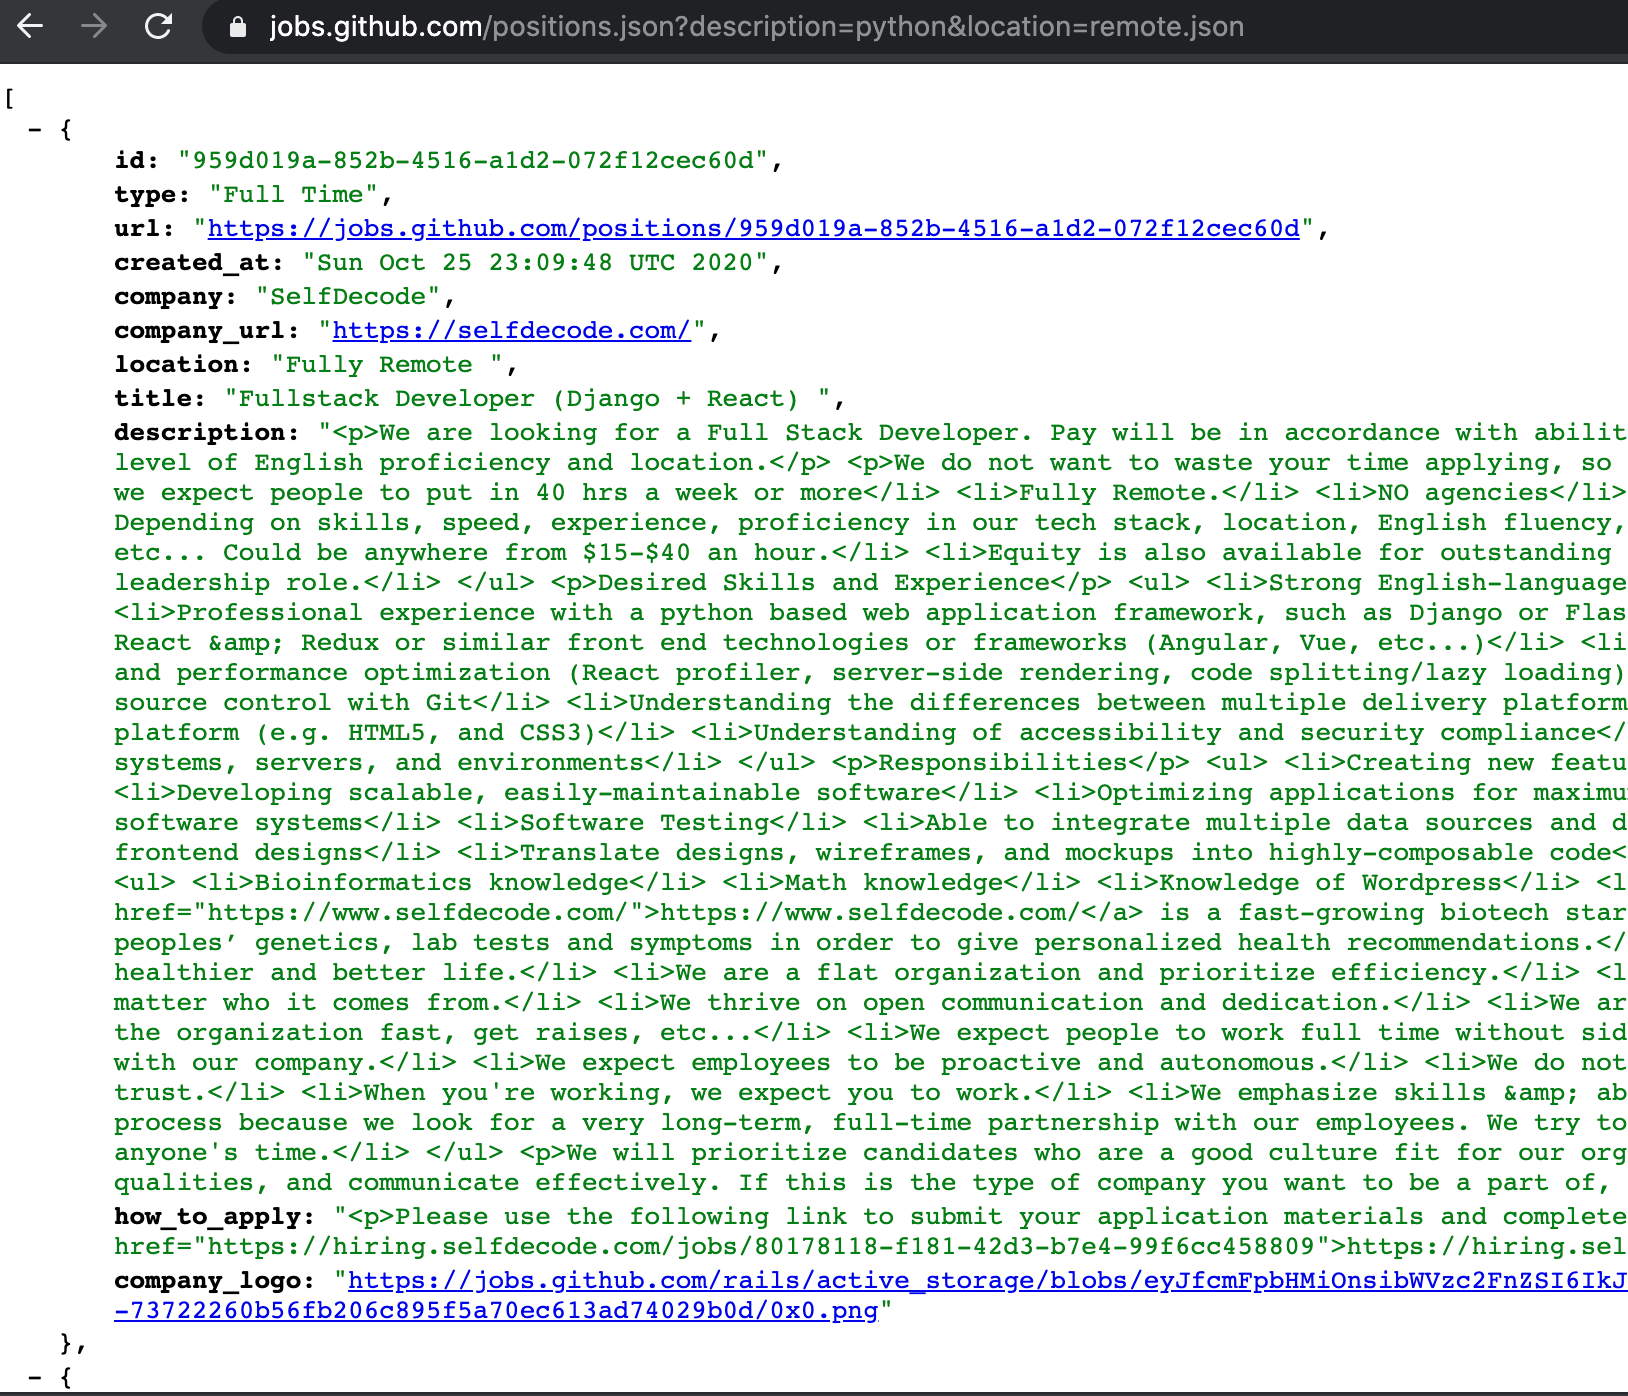 jobs.github.com/positions.json?description=python&location=remote.json
[
- {
id: "959d019a-852b-4516-a1d2-072f12cec60d",
type: "Full Time",
url: "https://jobs.github.com/positions/959d019a-852b-4516-a1d2-072f12cec60d",
created_at: "Sun Oct 25 23:09:48 UTC 2020",
company: "SelfDecode",
company_url: "https://selfdecode.com/",
location: "Fully Remote ",
title: "Fullstack Developer (Django + React) ",
description: "<p>We are looking for a Full Stack Developer. Pay will be in accordance with abilit
level of English proficiency and location.</p> <p>We do not want to waste your time applying, so
we expect people to put in 40 hrs a week or more</li> <li>Fully Remote.</li> <li>NO agencies</li>
Depending on skills, speed, experience, proficiency in our tech stack, location, English fluency,
etc... Could be anywhere from $15-$40 an hour.</li> <li>Equity is also available for outstanding
leadership role.</li> </ul> <p>Desired Skills and Experience</p> <ul> <li>Strong English-language
<li>Professional experience with a python based web application framework, such as Django or Flas
React &amp; Redux or similar front end technologies or frameworks (Angular, Vue, etc...)</li> <li
and performance optimization (React profiler, server-side rendering, code splitting/lazy loading)
source control with Git</li> <li>Understanding the differences between multiple delivery platform
platform (e.g. HTML5, and CSS3)</li> <li>Understanding of accessibility and security compliance</
systems, servers, and environments</li> </ul> <p>Responsibilities</p> <ul> <li>Creating new featu
<li>Developing scalable, easily-maintainable software</li> <li>Optimizing applications for maximu
software systems</li> <li>Software Testing</li> <li>Able to integrate multiple data sources and d
frontend designs</li> <li>Translate designs, wireframes, and mockups into highly-composable code<
<ul> <li>Bioinformatics knowledge</li> <li>Math knowledge</li> <li>Knowledge of Wordpress</li> <l
href="https://www.selfdecode.com/">https://www.selfdecode.com/</a> is a fast-growing biotech star
peoples’ genetics, lab tests and symptoms in order to give personalized health recommendations.</
healthier and better life.</li> <li>We are a flat organization and prioritize efficiency.</li> <l
matter who it comes from.</li> <li>We thrive on open communication and dedication.</li> <li>We ar
the organization fast, get raises, etc...</li> <li>We expect people to work full time without sid
with our company.</li> <li>We expect employees to be proactive and autonomous.</li> <li>We do not
trust.</li> <li>When you're working, we expect you to work.</li> <li>We emphasize skills &amp; ab
process because we look for a very long-term, full-time partnership with our employees. We try to
anyone's time.</li> </ul> <p>We will prioritize candidates who are a good culture fit for our org
qualities, and communicate effectively. If this is the type of company you want to be a part of,
how_to_apply: "<p>Please use the following link to submit your application materials and complete
href="https://hiring.selfdecode.com/jobs/80178118-f181-42d3-b7e4-99f6cc458809">https://hiring.sel
company_logo: "https://jobs.github.com/rails/active_storage/blobs/eyJfcmFpbHMiOnsibWVzc2FnZSI6IkJ
-73722260b56fb206c895f5a70ec613ad74029b0d/0x0.png"
},
- {